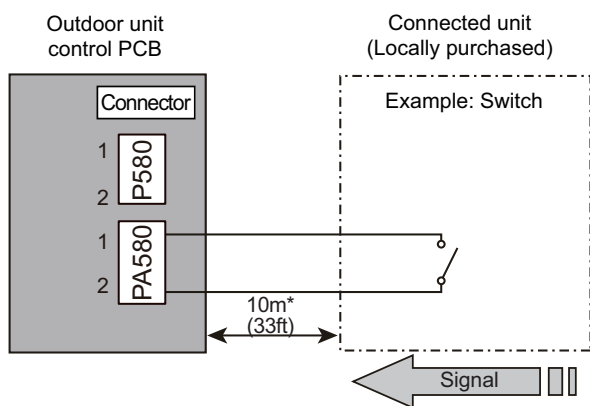 Outdoor unit
control PCB
Connected unit
(Locally purchased)
Connector
Example: Switch
1
2
P580
1
2
PA580
10m*
(33ft)
Signal